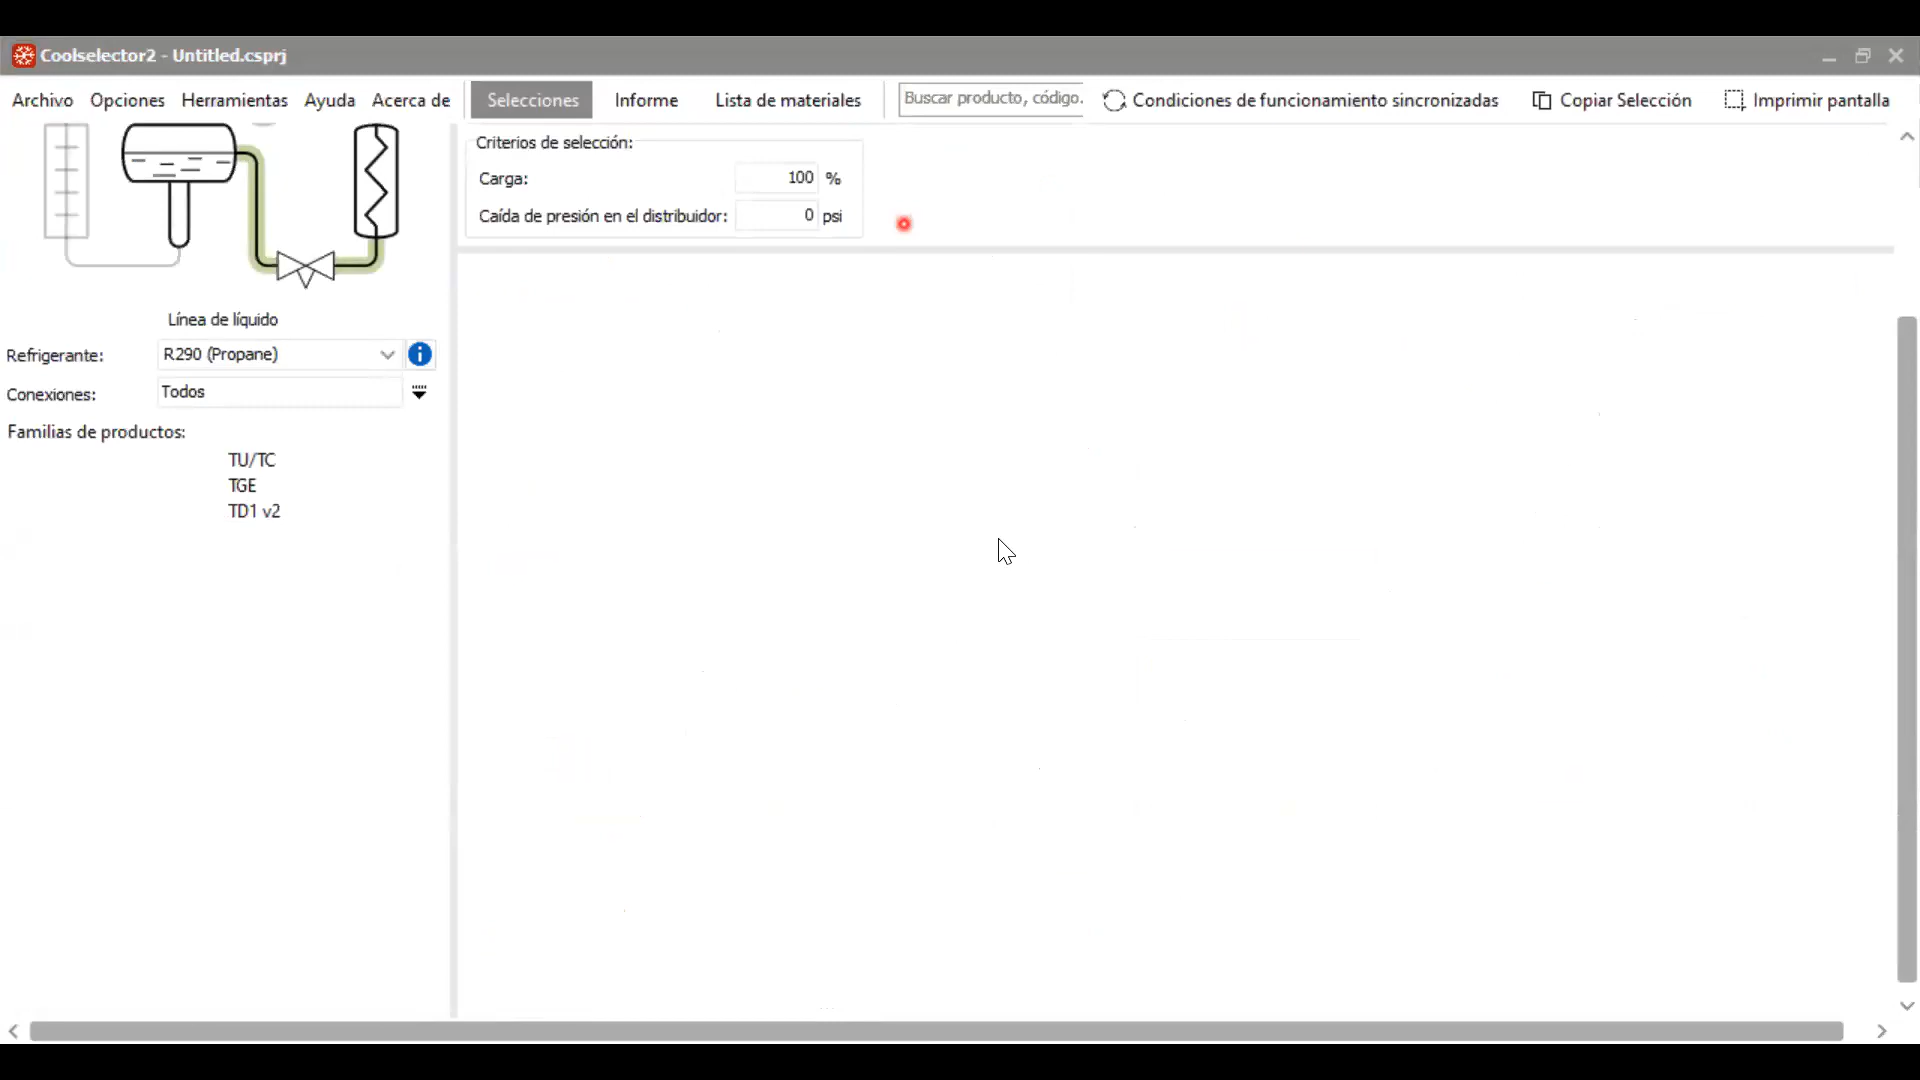 Coolselector2 - Untitled.csprj
Archivo Opciones Herramientas Ayuda Acerca de Selecciones Informe Lista de materiales Buscar producto, código. Condiciones de funcionamiento sincronizadas Copiar Selección Imprimir pantalla
Criterios de selección:
Carga: 100 %
Caída de presión en el distribuidor: 0 psi
Línea de líquido
Refrigerante: R290 (Propane)
Conexiones: Todos
Familias de productos:
TU/TC
TGE
TD1 v2